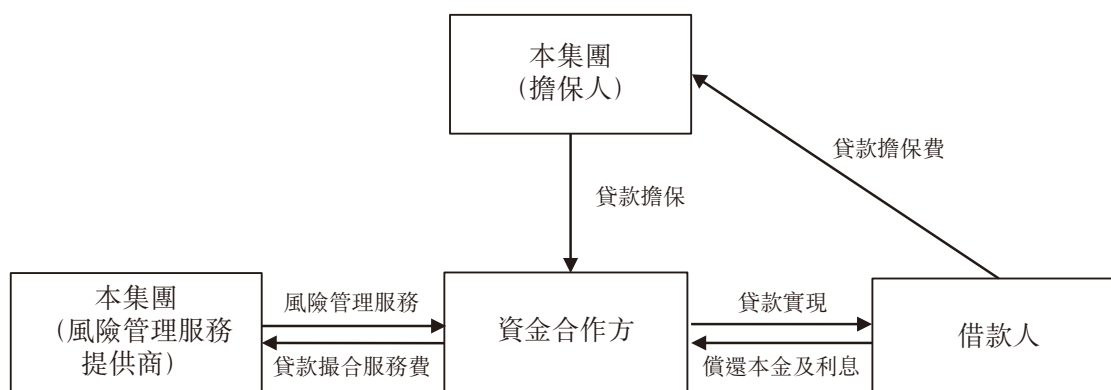 本集團
(擔保人)
貸款擔保費
貸款擔保
本集團
(風險管理服務
提供商)
風險管理服務
貸款撮合服務費
資金合作方
貸款實現
償還本金及利息
借款人